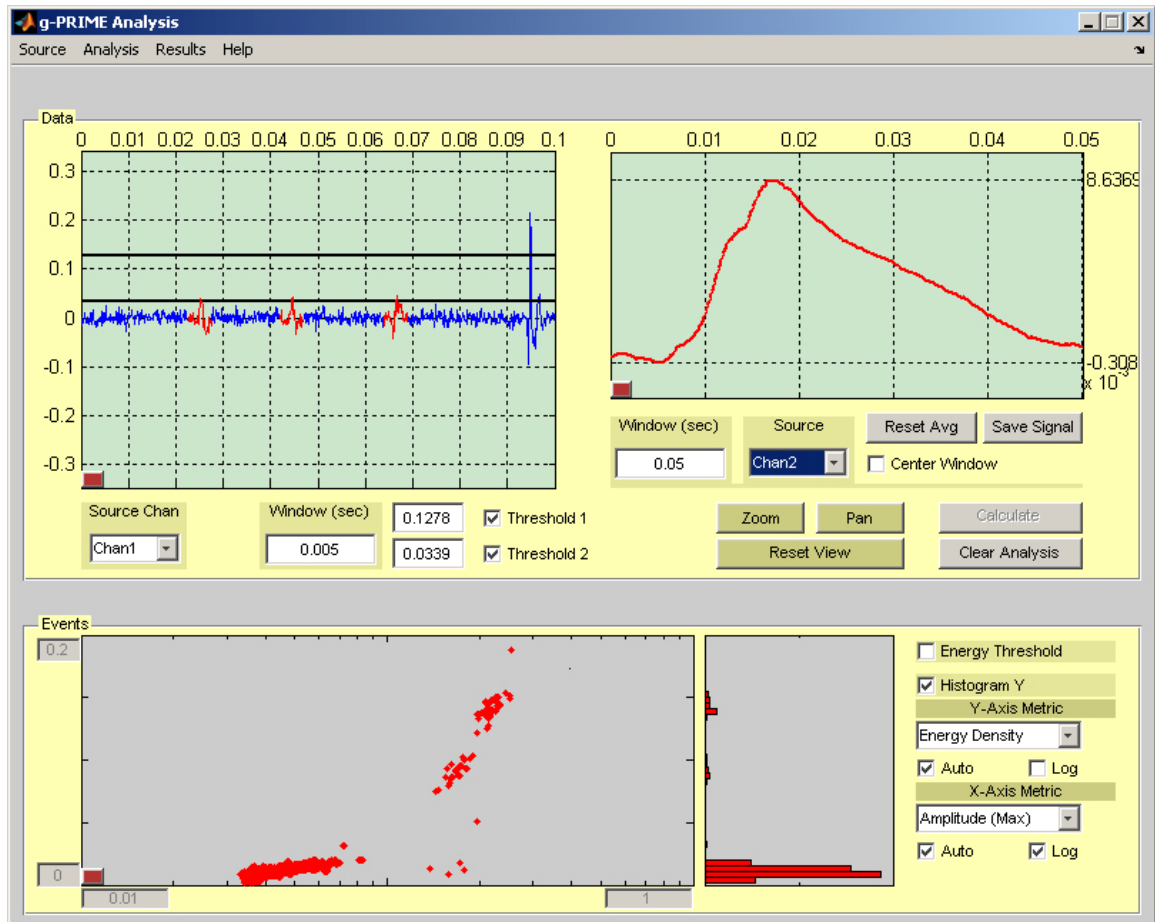 g-PRIME Analysis
Source Analysis Results Help
Data
0 0.01 0.02 0.03 0.04 0.05 0.06 0.07 0.08 0.09 0.1
0.3
0.2
0.1
0
-0.1
-0.2
-0.3
0 0.01 0.02 0.03 0.04 0.05
8.6369
-0.308
x 10-3
Window (sec)
0.05
Source
Chan2
Reset Avg
Save Signal
Center Window
Source Chan
Chan1
Window (sec)
0.005
0.1278
Threshold 1
0.0339
Threshold 2
Zoom
Pan
Reset View
Calculate
Clear Analysis
Events
0.2
0
0.01
1
Energy Threshold
Histogram Y
Y-Axis Metric
Energy Density
Auto
Log
X-Axis Metric
Amplitude (Max)
Auto
Log